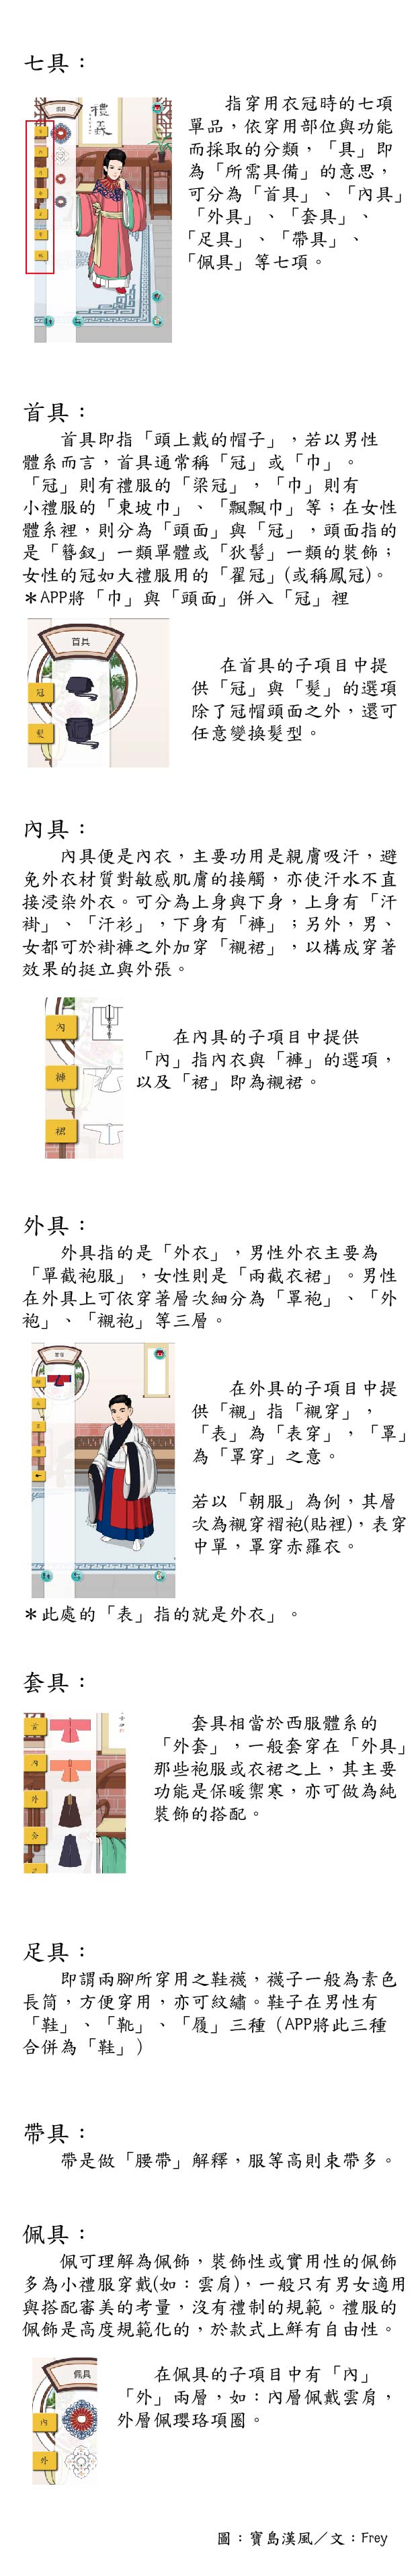 七具：
指穿用衣冠時的七項
單品，依穿用部位與功能
而採取的分類，「具」即
為「所需具備」的意思，
可分為「首具」、「內具」
「外具」、「套具」、
「足具」、「帶具」、
「佩具」等七項。
佩具
禮義
首具：
首具即指「頭上戴的帽子」，若以男性
體系而言，首具通常稱「冠」或「巾」。
「冠」則有禮服的「梁冠」，「巾」則有
小禮服的「東坡巾」、「飄飄巾」等；在女性
體系裡，則分為「頭面」與「冠」，頭面指的
是「簪釵」一類單體或「狄髻」一類的裝飾；
女性的冠如大禮服用的「翟冠」(或稱鳳冠)。
＊APP將「巾」與「頭面」併入「冠」裡
首具
冠
髮
在首具的子項目中提
供「冠」與「髮」的選項
除了冠帽頭面之外，還可
任意變換髮型。
內具：
內具便是內衣，主要功用是親膚吸汗，避
免外衣材質對敏感肌膚的接觸，亦使汗水不直
接浸染外衣。可分為上身與下身，上身有「汗
褂」、「汗衫」，下身有「褲」；另外，男、
女都可於褂褲之外加穿「襯裙」，以構成穿著
效果的挺立與外張。
內
褲
裙
在內具的子項目中提供
「內」指內衣與「褲」的選項，
以及「裙」即為襯裙。
外具：
外具指的是「外衣」，男性外衣主要為
「單截袍服」，女性則是「兩截衣裙」。男性
在外具上可依穿著層次細分為「罩袍」、「外
袍」、「襯袍」等三層。
在外具的子項目中提
供「襯」指「襯穿」，
「表」為「表穿」，「罩」
為「罩穿」之意。
若以「朝服」為例，其層
次為襯穿褶袍(貼裡)，表穿
中單，罩穿赤羅衣。
＊此處的「表」指的就是外衣」。
套具：
首
內
外
套具相當於西服體系的
「外套」，一般套穿在「外具」
那些袍服或衣裙之上，其主要
功能是保暖禦寒，亦可做為純
裝飾的搭配。
足具：
即謂兩腳所穿用之鞋襪，襪子一般為素色
長筒，方便穿用，亦可紋繡。鞋子在男性有
「鞋」、「靴」、「履」三種（APP將此三種
合併為「鞋」）
帶具：
帶是做「腰帶」解釋，服等高則束帶多。
佩具：
佩可理解為佩飾，裝飾性或實用性的佩飾
多為小禮服穿戴(如：雲肩)，一般只有男女適用
與搭配審美的考量，沒有禮制的規範。禮服的
佩飾是高度規範化的，於款式上鮮有自由性。
佩具
內
外
在佩具的子項目中有「內」
「外」兩層，如：內層佩戴雲肩，
外層佩瓔珞項圈。
圖：寶島漢風／文：Frey